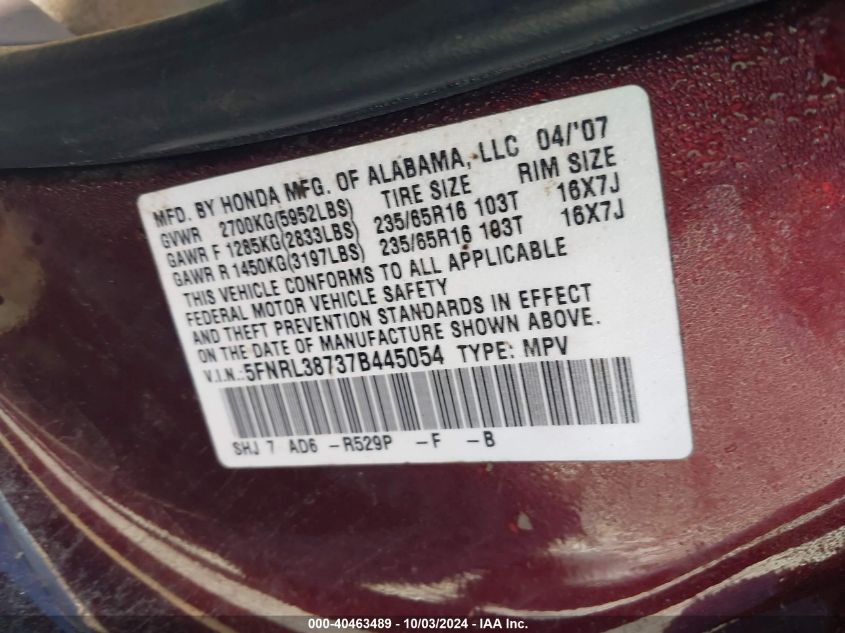 MFD. BY HONDA MFG. OF ALABAMA, LLC 04/'07
GVWR 2700KG(5952LBS) TIRE SIZE RIM SIZE
GAWR F 1285KG(2833LBS) 235/65R16 103T 16X7J
GAWR R 1450KG(3197LBS) 235/65R16 103T 16X7J
THIS VEHICLE CONFORMS TO ALL APPLICABLE
FEDERAL MOTOR VEHICLE SAFETY
AND THEFT PREVENTION STANDARDS IN EFFECT
ON THE DATE OF MANUFACTURE SHOWN ABOVE.
V.I.N.: 5FNRL38737B445054 TYPE: MPV
SHJ 7 AD6 -R529P -F -B
000-40463489 - 10/03/2024 - IAA Inc.